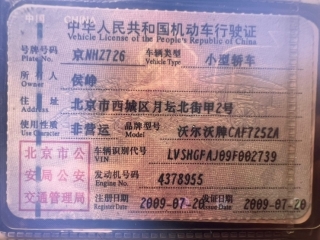 中华人民共和国机动车行驶证
Vehicle License of the People's Republic of China
号牌号码 京NHZ726 车辆类型 小型轿车
Plate No. Vehicle Type
所有人 侯峥
Owner
住址 北京市西城区月坛北街甲2号
Address
使用性质 非营运 品牌型号 沃尔沃牌CAF7252A
Use Character Model
北京市公 车辆识别代号 LVSHGFAJ09F002739
VIN
安局公安 发动机号码 4378955
Engine No.
交通管理局 注册日期 2009-07-20 发证日期 2009-07-20
Register Date Issue Date